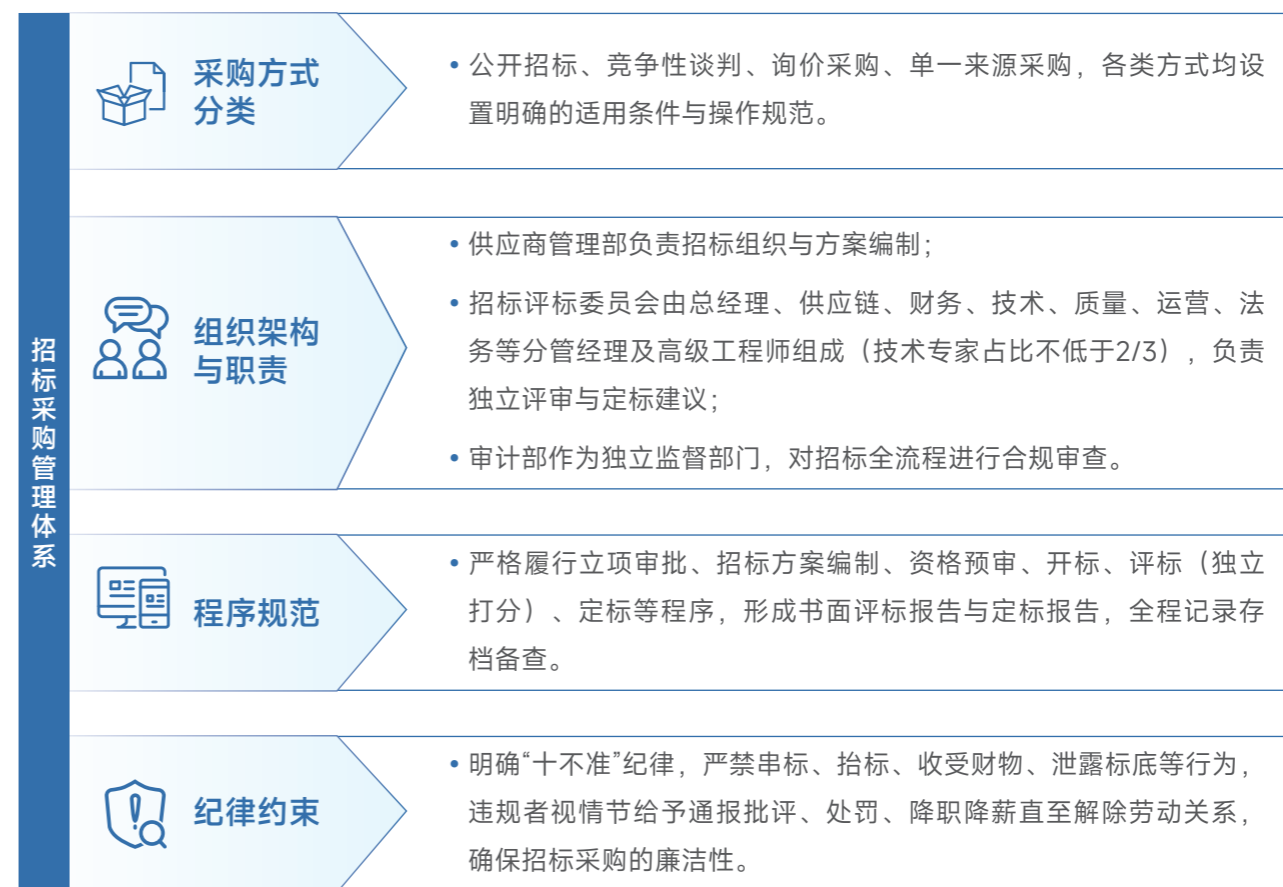 招标采购管理体系
采购方式
分类
• 公开招标、竞争性谈判、询价采购、单一来源采购，各类方式均设
置明确的适用条件与操作规范。
组织架构
与职责
• 供应商管理部负责招标组织与方案编制；
• 招标评标委员会由总经理、供应链、财务、技术、质量、运营、法
务等分管经理及高级工程师组成（技术专家占比不低于2/3），负责
独立评审与定标建议；
• 审计部作为独立监督部门，对招标全流程进行合规审查。
程序规范
• 严格履行立项审批、招标方案编制、资格预审、开标、评标（独立
打分）、定标等程序，形成书面评标报告与定标报告，全程记录存
档备查。
纪律约束
• 明确“十不准”纪律，严禁串标、抬标、收受财物、泄露标底等行为，
违规者视情节给予通报批评、处罚、降职降薪直至解除劳动关系，
确保招标采购的廉洁性。